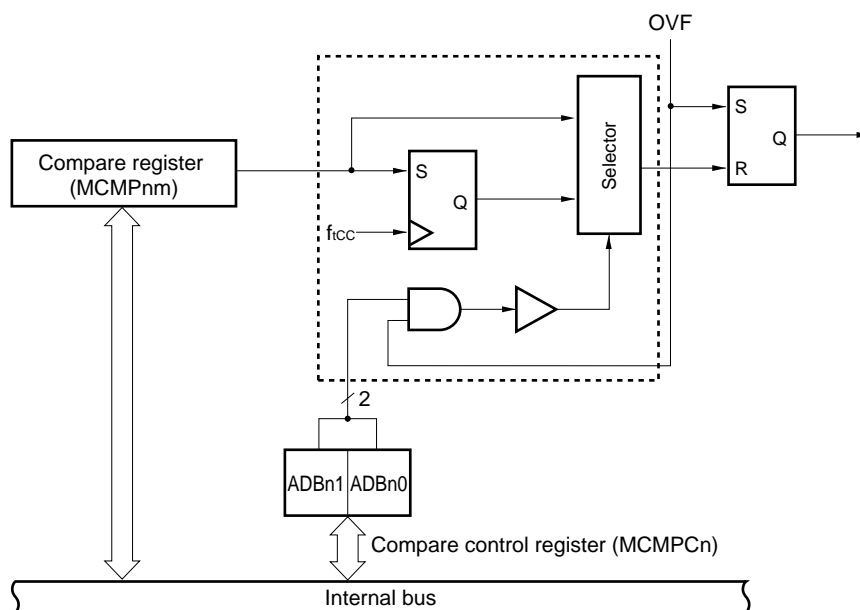 OVF
S
Q
R
Compare register
(MCMPnm)
S
Q
Selector
ftCC
2
ADBn1 ADBn0
Compare control register (MCMPCn)
Internal bus